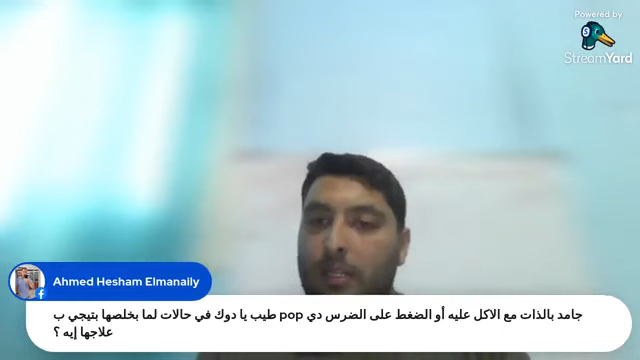 Powered by
StreamYard
Ahmed Hesham Elmanaily
طيب يا دوك في حالات لما بخلصها بتيجي ب pop جامد بالذات مع الاكل عليه أو الضغط على الضرس دي
علاجها إيه ؟